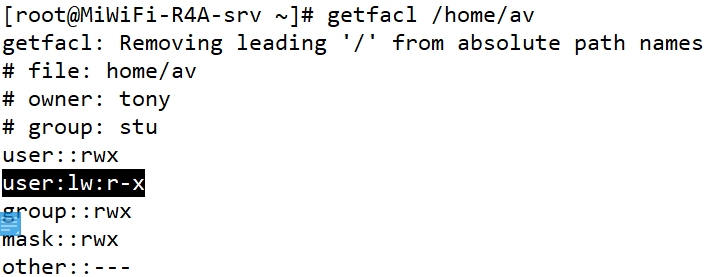 [root@MiWiFi-R4A-srv ~]# getfacl /home/av
getfacl: Removing leading '/' from absolute path names
# file: home/av
# owner: tony
# group: stu
user::rwx
user:lw:r-x
group::rwx
mask::rwx
other::---